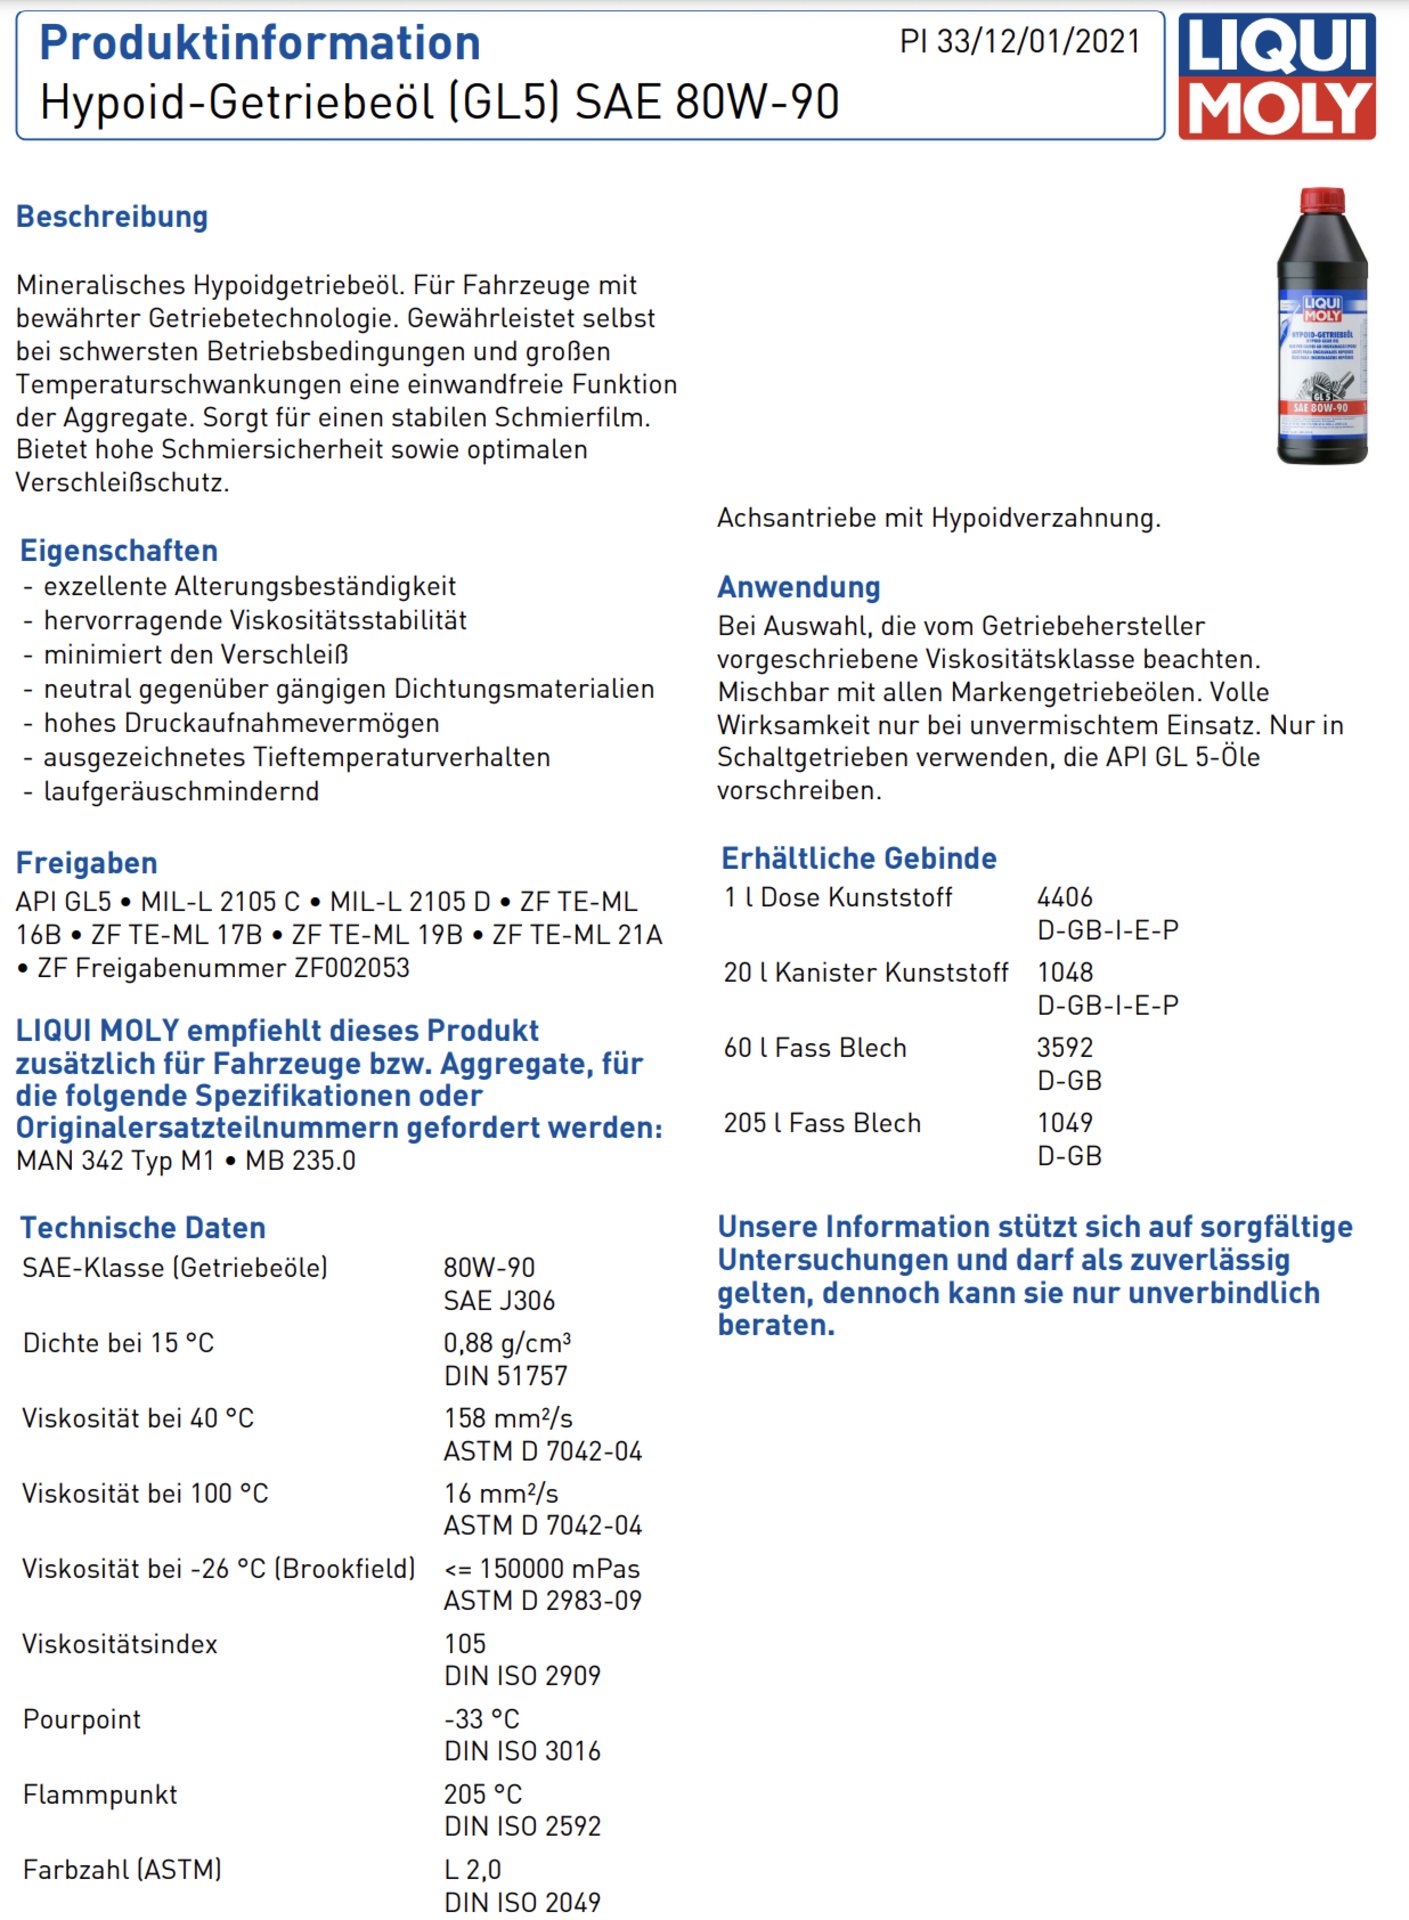 Produktinformation
Hypoid-Getriebeöl (GL5) SAE 80W-90
PI 33/12/01/2021
LIQUI
MOLY
Beschreibung
Mineralisches Hypoidgetriebeöl. Für Fahrzeuge mit
bewährter Getriebetechnologie. Gewährleistet selbst
bei schwersten Betriebsbedingungen und großen
Temperaturschwankungen eine einwandfreie Funktion
der Aggregate. Sorgt für einen stabilen Schmierfilm.
Bietet hohe Schmiersicherheit sowie optimalen
Verschleißschutz.
Eigenschaften
- exzellente Alterungsbeständigkeit
- hervorragende Viskositätsstabilität
- minimiert den Verschleiß
- neutral gegenüber gängigen Dichtungsmaterialien
- hohes Druckaufnahmevermögen
- ausgezeichnetes Tieftemperaturverhalten
- laufgeräuschmindernd
Freigaben
API GL5 • MIL-L 2105 C • MIL-L 2105 D • ZF TE-ML
16B • ZF TE-ML 17B • ZF TE-ML 19B • ZF TE-ML 21A
• ZF Freigabenummer ZF002053
LIQUI MOLY empfiehlt dieses Produkt
zusätzlich für Fahrzeuge bzw. Aggregate, für
die folgende Spezifikationen oder
Originalersatzteilnummern gefordert werden:
MAN 342 Typ M1 • MB 235.0
Technische Daten
SAE-Klasse (Getriebeöle) 80W-90
SAE J306
Dichte bei 15 °C 0,88 g/cm³
DIN 51757
Viskosität bei 40 °C 158 mm²/s
ASTM D 7042-04
Viskosität bei 100 °C 16 mm²/s
ASTM D 7042-04
Viskosität bei -26 °C (Brookfield) <= 150000 mPas
ASTM D 2983-09
Viskositätsindex 105
DIN ISO 2909
Pourpoint -33 °C
DIN ISO 3016
Flammpunkt 205 °C
DIN ISO 2592
Farbzahl (ASTM) L 2,0
DIN ISO 2049
LIQUI
MOLY
HYPOID-GETRIEBEÖL
GL5
SAE 80W-90
Achsantriebe mit Hypoidverzahnung.
Anwendung
Bei Auswahl, die vom Getriebehersteller
vorgeschriebene Viskositätsklasse beachten.
Mischbar mit allen Markengetriebeölen. Volle
Wirksamkeit nur bei unvermischtem Einsatz. Nur in
Schaltgetrieben verwenden, die API GL 5-Öle
vorschreiben.
Erhältliche Gebinde
1 l Dose Kunststoff 4406
D-GB-I-E-P
20 l Kanister Kunststoff 1048
D-GB-I-E-P
60 l Fass Blech 3592
D-GB
205 l Fass Blech 1049
D-GB
Unsere Information stützt sich auf sorgfältige
Untersuchungen und darf als zuverlässig
gelten, dennoch kann sie nur unverbindlich
beraten.